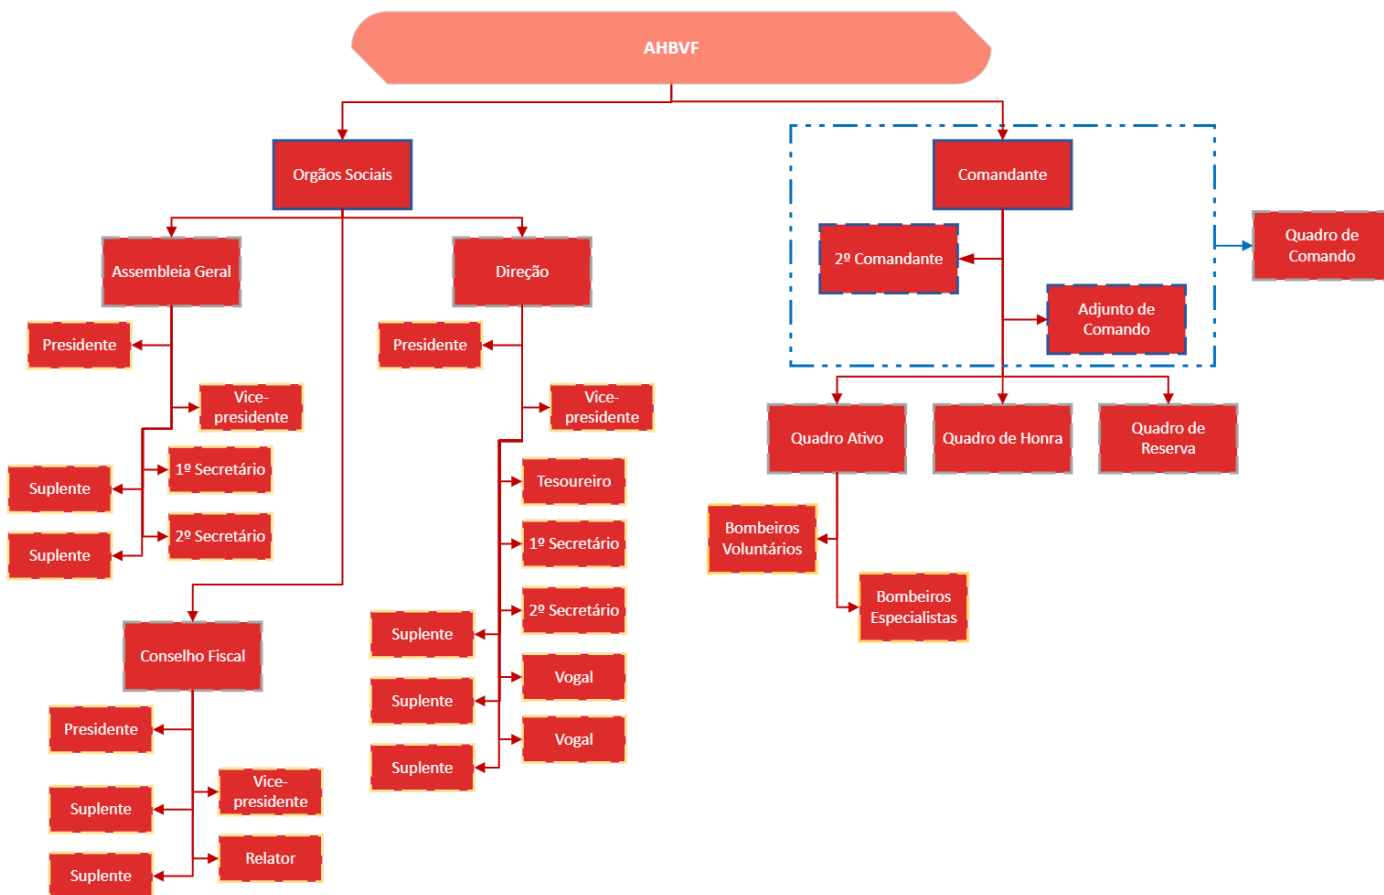 AHBVF
Orgãos Sociais
Comandante
Assembleia Geral
Direção
2º Comandante
Quadro de
Comando
Adjunto de
Comando
Presidente
Vice-
presidente
1º Secretário
Suplente
2º Secretário
Suplente
Presidente
Vice-
presidente
Tesoureiro
1º Secretário
2º Secretário
Suplente
Vogal
Suplente
Vogal
Suplente
Quadro Ativo
Quadro de Honra
Quadro de
Reserva
Bombeiros
Voluntários
Bombeiros
Especialistas
Conselho Fiscal
Presidente
Vice-
presidente
Suplente
Relator
Suplente